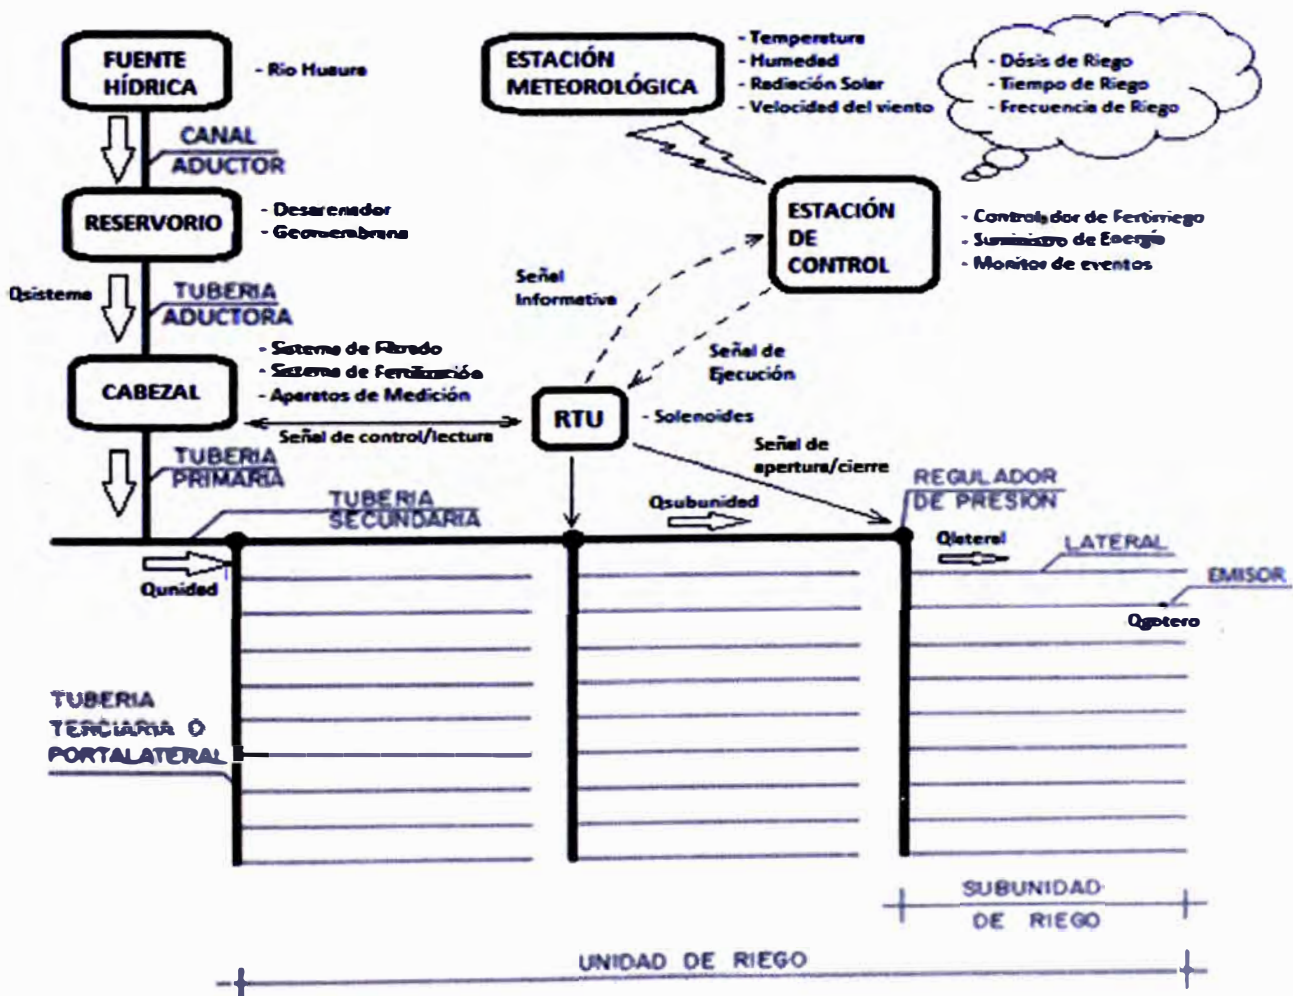 FUENTE
HÍDRICA
- Rio Huaura
ESTACIÓN
METEOROLÓGICA
- Temperatura
- Humedad
- Radiación Solar
- Velocidad del viento
- Dósis de Riego
- Tiempo de Riego
- Frecuencia de Riego
CANAL
ADUCTOR
RESERVORIO
- Desarenador
- Geomembrana
ESTACIÓN
DE
CONTROL
- Controlador de Fertirriego
- Suministro de Energía
- Monitor de eventos
Qsistema
TUBERIA
ADUCTORA
Señal
Informativa
Señal de
Ejecución
CABEZAL
- Sistema de Filtrado
- Sistema de Fertilización
- Aparatos de Medición
Señal de control/lectura
RTU
- Solenoides
Señal de
apertura/cierre
TUBERIA
PRIMARIA
TUBERIA
SECUNDARIA
Qsubunidad
REGULADOR
DE PRESION
Qunidad
Qlateral
LATERAL
EMISOR
Qgotero
TUBERIA
TERCIARIA O
PORTALATERAL
SUBUNIDAD
DE RIEGO
UNIDAD DE RIEGO